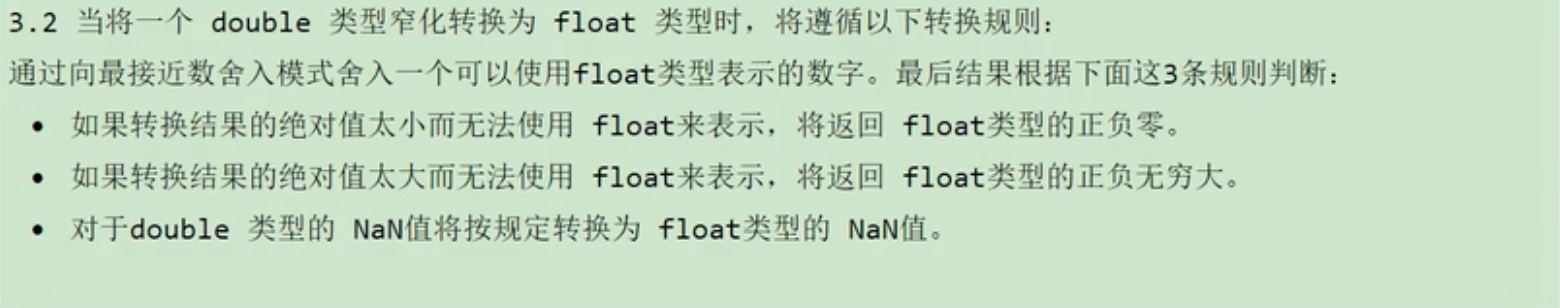 3.2 当将一个 double 类型窄化转换为 float 类型时，将遵循以下转换规则：
通过向最接近数舍入模式舍入一个可以使用float类型表示的数字。最后结果根据下面这3条规则判断：
• 如果转换结果的绝对值太小而无法使用 float来表示，将返回 float类型的正负零。
• 如果转换结果的绝对值太大而无法使用 float来表示，将返回 float类型的正负无穷大。
• 对于double 类型的 NaN值将按规定转换为 float类型的 NaN值。